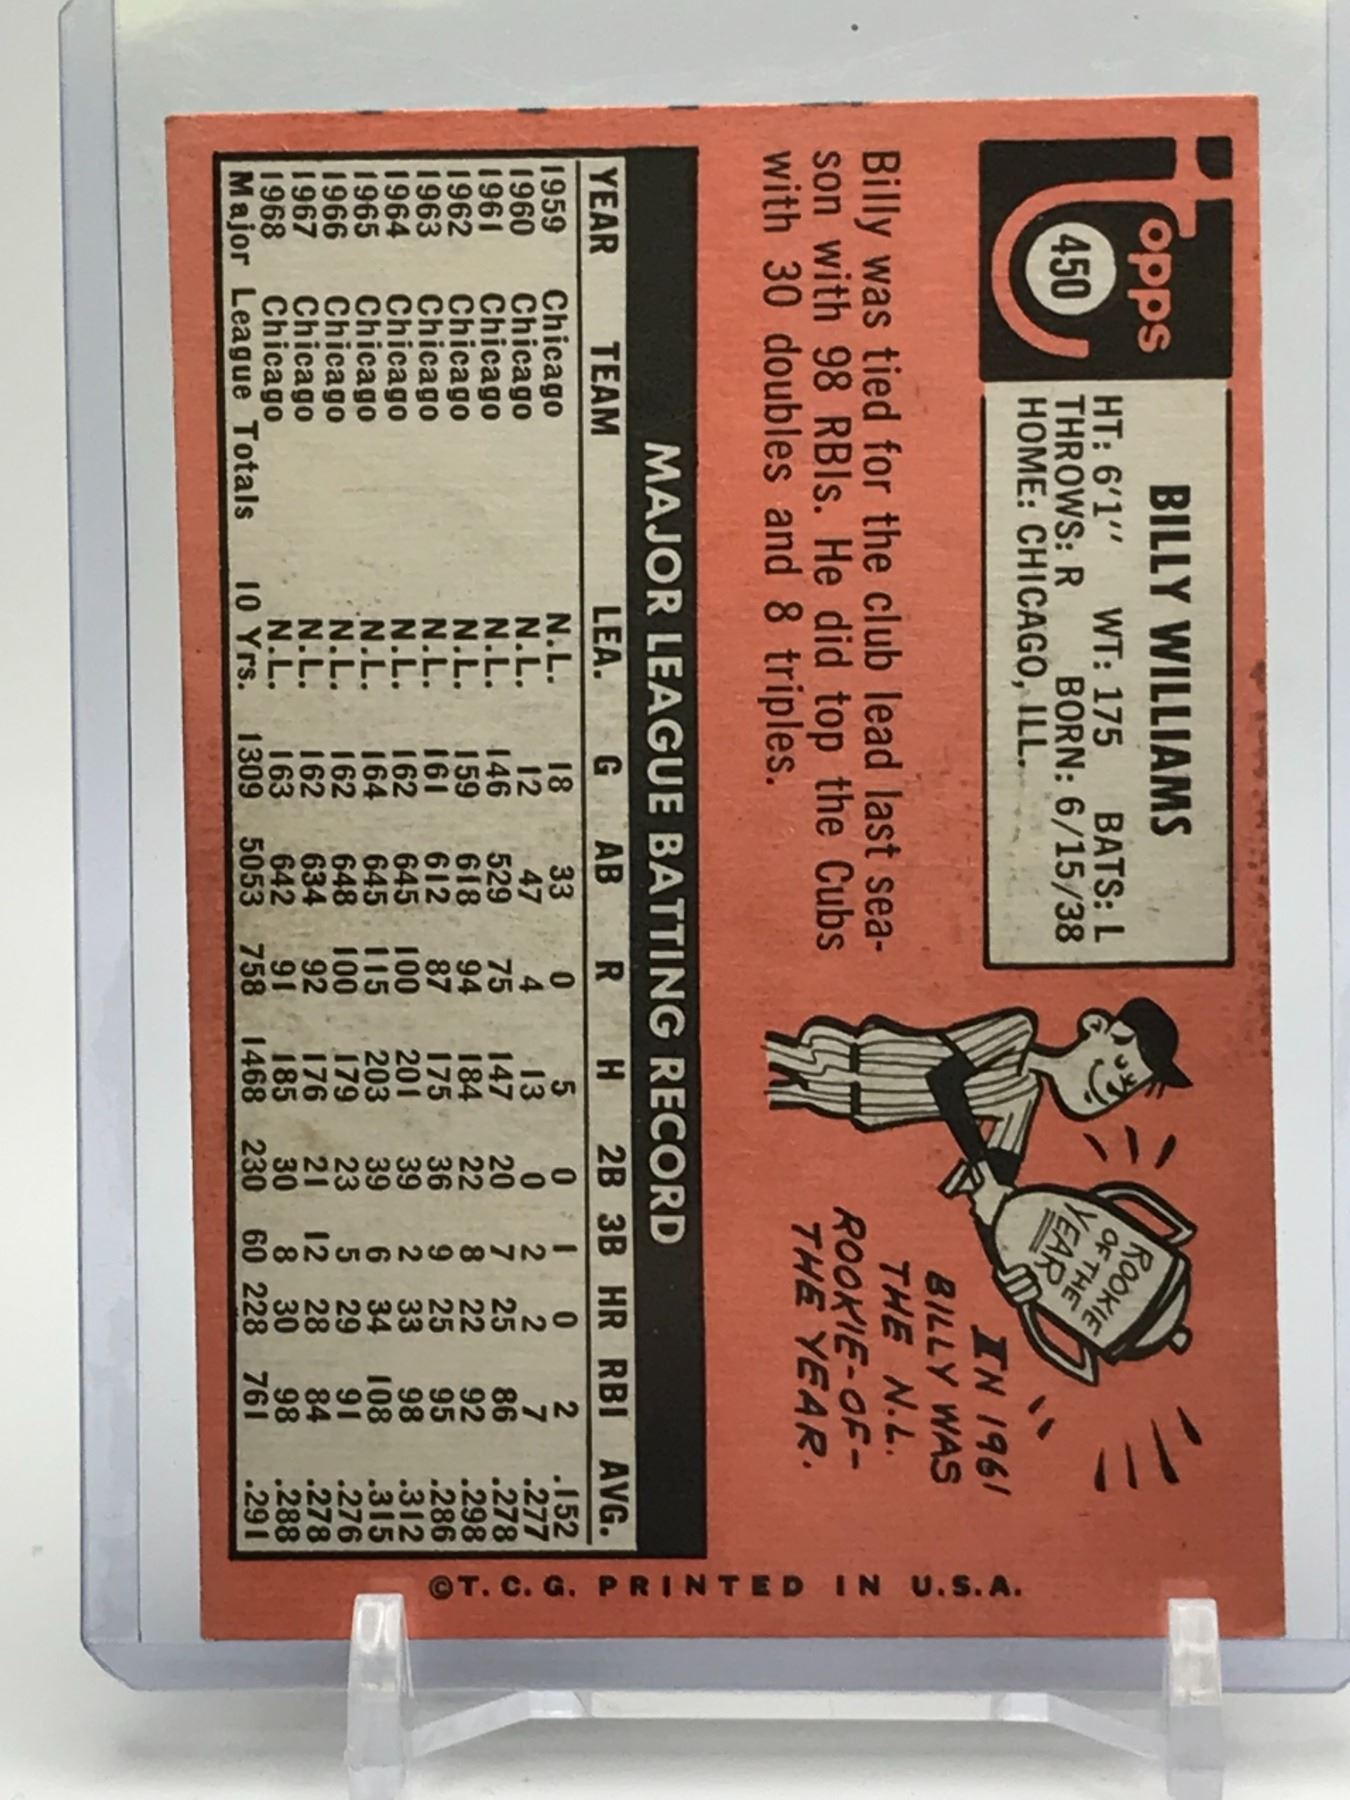 Topps
450
BILLY WILLIAMS
HT: 6'1'' WT: 175 BATS: L
THROWS: R BORN: 6/15/38
HOME: CHICAGO, ILL.
Billy was tied for the club lead last sea-
son with 98 RBIs. He did top the Cubs
with 30 doubles and 8 triples.
ROOKIE
OF THE
YEAR
IN 1961
BILLY WAS
THE N.L.
ROOKIE-OF-
THE YEAR.
MAJOR LEAGUE BATTING RECORD
YEAR TEAM LEA. G AB R H 2B 3B HR RBI AVG.
1959 Chicago N.L. 18 33 0 5 0 1 0 2 .152
1960 Chicago N.L. 12 47 4 13 0 2 2 7 .277
1961 Chicago N.L. 146 529 75 147 20 7 25 86 .278
1962 Chicago N.L. 159 618 94 184 22 8 22 92 .298
1963 Chicago N.L. 161 612 87 175 36 9 25 95 .286
1964 Chicago N.L. 162 645 100 201 39 2 33 98 .312
1965 Chicago N.L. 164 645 115 203 39 6 34 108 .315
1966 Chicago N.L. 162 648 100 179 23 5 29 91 .276
1967 Chicago N.L. 162 634 92 176 21 12 28 84 .278
1968 Chicago N.L. 163 642 91 185 30 8 30 98 .288
Major League Totals 10 Yrs. 1309 5053 758 1468 230 60 228 761 .291
©T.C.G. PRINTED IN U.S.A.